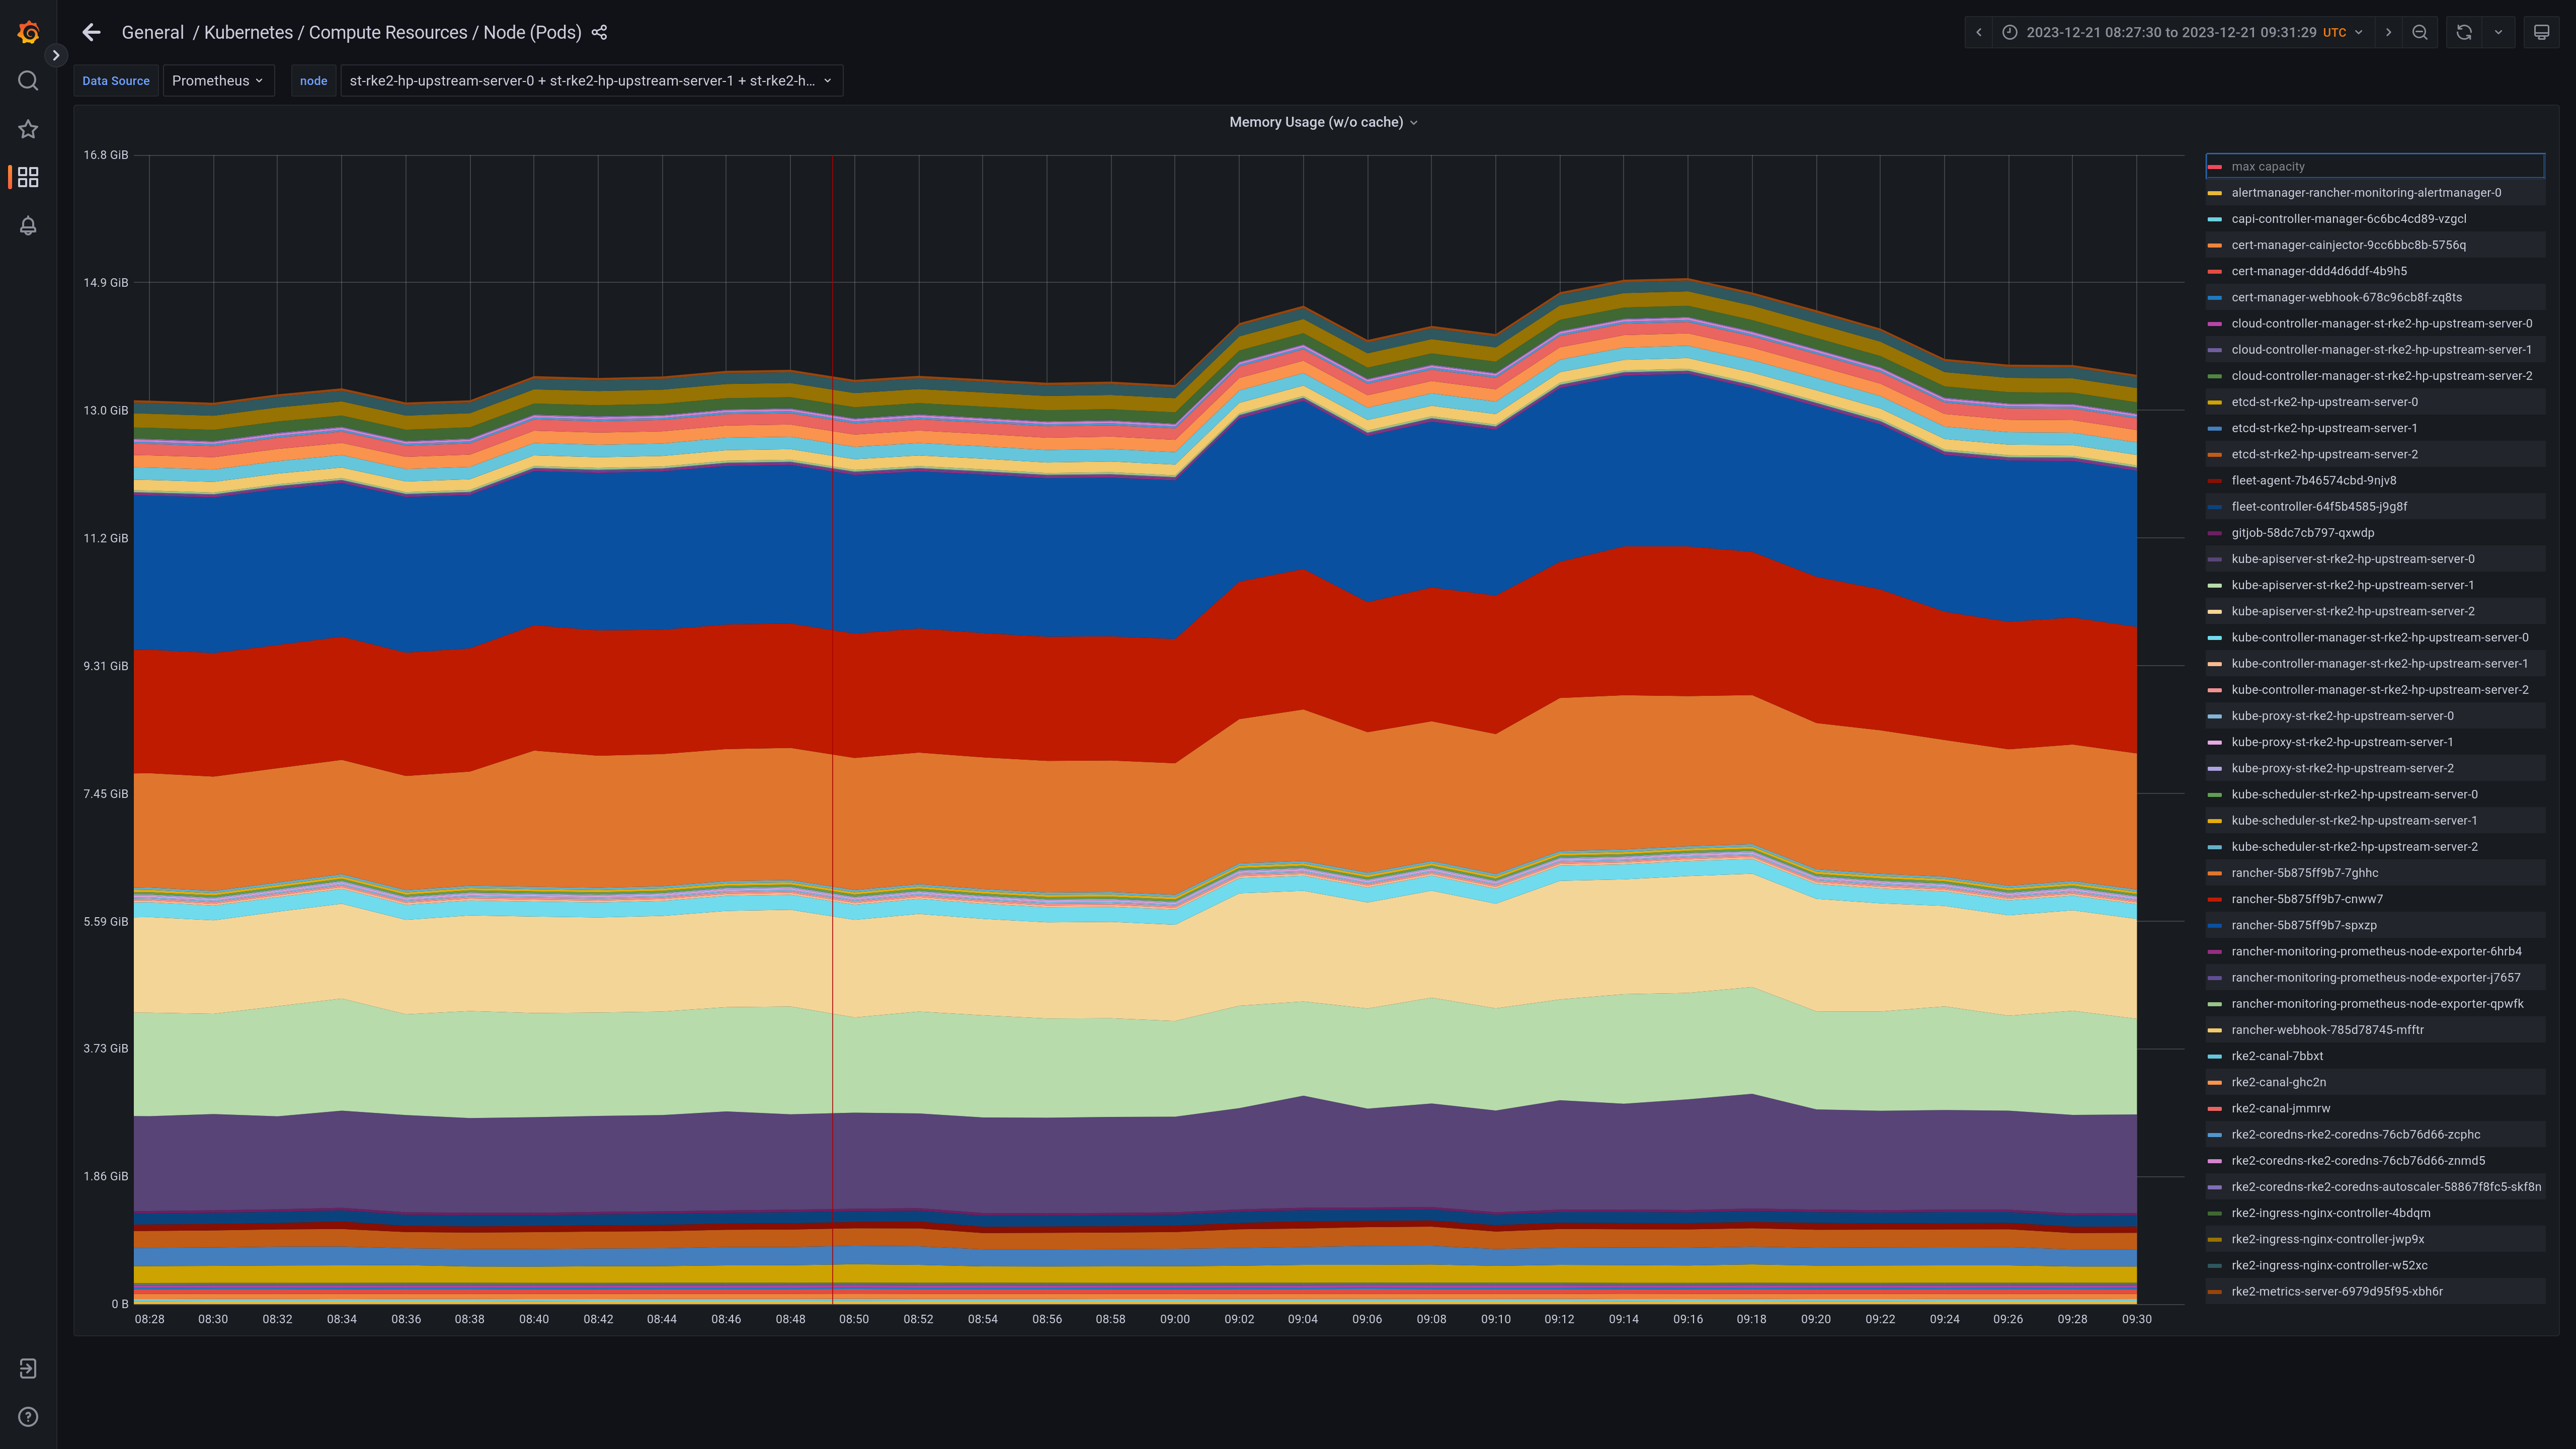 General / Kubernetes / Compute Resources / Node (Pods)
2023-12-21 08:27:30 to 2023-12-21 09:31:29 UTC
Data Source Prometheus node st-rke2-hp-upstream-server-0 + st-rke2-hp-upstream-server-1 + st-rke2-h...
Memory Usage (w/o cache)
16.8 GiB
14.9 GiB
13.0 GiB
11.2 GiB
9.31 GiB
7.45 GiB
5.59 GiB
3.73 GiB
1.86 GiB
0 B
08:28 08:30 08:32 08:34 08:36 08:38 08:40 08:42 08:44 08:46 08:48 08:50 08:52 08:54 08:56 08:58 09:00 09:02 09:04 09:06 09:08 09:10 09:12 09:14 09:16 09:18 09:20 09:22 09:24 09:26 09:28 09:30
max capacity
alertmanager-rancher-monitoring-alertmanager-0
capi-controller-manager-6c6bc4cd89-vzgcl
cert-manager-cainjector-9cc6bbc8b-5756q
cert-manager-ddd4d6ddf-4b9h5
cert-manager-webhook-678c96cb8f-zq8ts
cloud-controller-manager-st-rke2-hp-upstream-server-0
cloud-controller-manager-st-rke2-hp-upstream-server-1
cloud-controller-manager-st-rke2-hp-upstream-server-2
etcd-st-rke2-hp-upstream-server-0
etcd-st-rke2-hp-upstream-server-1
etcd-st-rke2-hp-upstream-server-2
fleet-agent-7b46574cbd-9njv8
fleet-controller-64f5b4585-j9g8f
gitjob-58dc7cb797-qxwdp
kube-apiserver-st-rke2-hp-upstream-server-0
kube-apiserver-st-rke2-hp-upstream-server-1
kube-apiserver-st-rke2-hp-upstream-server-2
kube-controller-manager-st-rke2-hp-upstream-server-0
kube-controller-manager-st-rke2-hp-upstream-server-1
kube-controller-manager-st-rke2-hp-upstream-server-2
kube-proxy-st-rke2-hp-upstream-server-0
kube-proxy-st-rke2-hp-upstream-server-1
kube-proxy-st-rke2-hp-upstream-server-2
kube-scheduler-st-rke2-hp-upstream-server-0
kube-scheduler-st-rke2-hp-upstream-server-1
kube-scheduler-st-rke2-hp-upstream-server-2
rancher-5b875ff9b7-7ghhc
rancher-5b875ff9b7-cnww7
rancher-5b875ff9b7-spxzp
rancher-monitoring-prometheus-node-exporter-6hrb4
rancher-monitoring-prometheus-node-exporter-j7657
rancher-monitoring-prometheus-node-exporter-qpwfk
rancher-webhook-785d78745-mfftr
rke2-canal-7bbxt
rke2-canal-ghc2n
rke2-canal-jmmrw
rke2-coredns-rke2-coredns-76cb76d66-zcphc
rke2-coredns-rke2-coredns-76cb76d66-znmd5
rke2-coredns-rke2-coredns-autoscaler-58867f8fc5-skf8n
rke2-ingress-nginx-controller-4bdqm
rke2-ingress-nginx-controller-jwp9x
rke2-ingress-nginx-controller-w52xc
rke2-metrics-server-6979d95f95-xbh6r